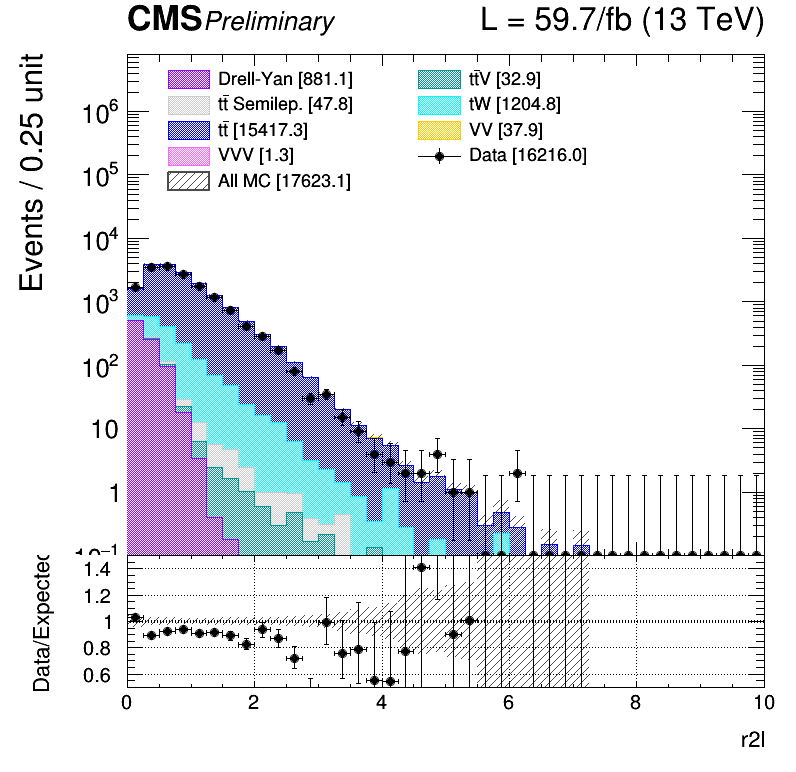 CMS Preliminary L = 59.7/fb (13 TeV)
Events / 0.25 unit
Drell-Yan [881.1]
tt̄ Semilep. [47.8]
tt̄ [15417.3]
VVV [1.3]
All MC [17623.1]
tt̄V [32.9]
tW [1204.8]
VV [37.9]
Data [16216.0]
10⁶
10⁵
10⁴
10³
10²
10
1
10⁻¹
Data/Expected
1.4
1.2
1
0.8
0.6
0 2 4 6 8 10
r2l